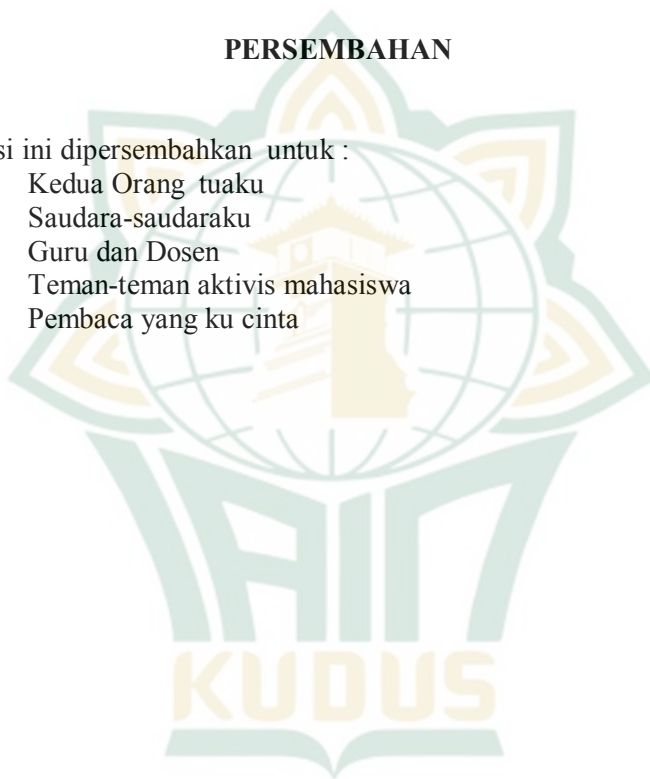 PERSEMBAHAN
si ini dipersembahkan untuk :
Kedua Orang tuaku
Saudara-saudaraku
Guru dan Dosen
Teman-teman aktivis mahasiswa
Pembaca yang ku cinta
IAIN
KUDUS